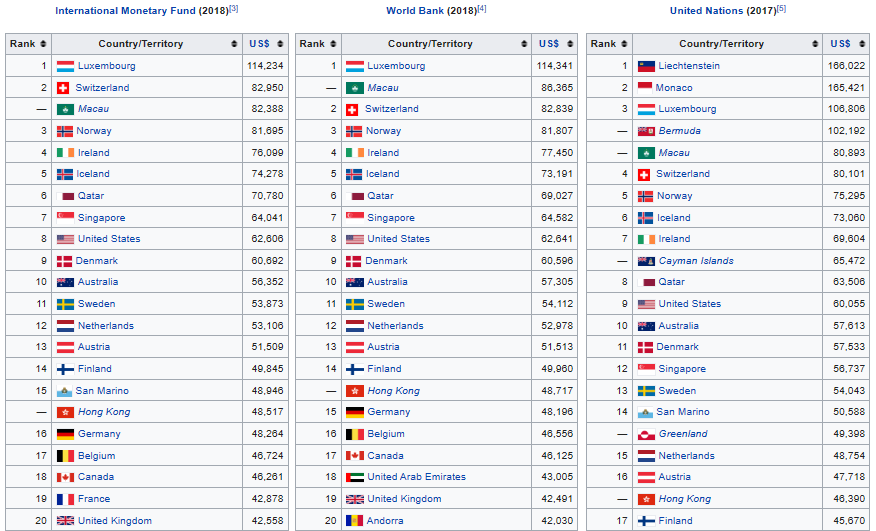 International Monetary Fund (2018)[3]
Rank Country/Territory US$
1 Luxembourg 114,234
2 Switzerland 82,950
— Macau 82,388
3 Norway 81,695
4 Ireland 76,099
5 Iceland 74,278
6 Qatar 70,780
7 Singapore 64,041
8 United States 62,606
9 Denmark 60,692
10 Australia 56,352
11 Sweden 53,873
12 Netherlands 53,106
13 Austria 51,509
14 Finland 49,845
15 San Marino 48,946
— Hong Kong 48,517
16 Germany 48,264
17 Belgium 46,724
18 Canada 46,261
19 France 42,878
20 United Kingdom 42,558
World Bank (2018)[4]
Rank Country/Territory US$
1 Luxembourg 114,341
— Macau 86,365
2 Switzerland 82,839
3 Norway 81,807
4 Ireland 77,450
5 Iceland 73,191
6 Qatar 69,027
7 Singapore 64,582
8 United States 62,641
9 Denmark 60,596
10 Australia 57,305
11 Sweden 54,112
12 Netherlands 52,978
13 Austria 51,513
14 Finland 49,960
— Hong Kong 48,717
15 Germany 48,196
16 Belgium 46,556
17 Canada 46,125
18 United Arab Emirates 43,005
19 United Kingdom 42,491
20 Andorra 42,030
United Nations (2017)[5]
Rank Country/Territory US$
1 Liechtenstein 166,022
2 Monaco 165,421
3 Luxembourg 106,806
— Bermuda 102,192
— Macau 80,893
4 Switzerland 80,101
5 Norway 75,295
6 Iceland 73,060
7 Ireland 69,604
— Cayman Islands 65,472
8 Qatar 63,506
9 United States 60,055
10 Australia 57,613
11 Denmark 57,533
12 Singapore 56,737
13 Sweden 54,043
14 San Marino 50,588
— Greenland 49,398
15 Netherlands 48,754
16 Austria 47,718
— Hong Kong 46,390
17 Finland 45,670